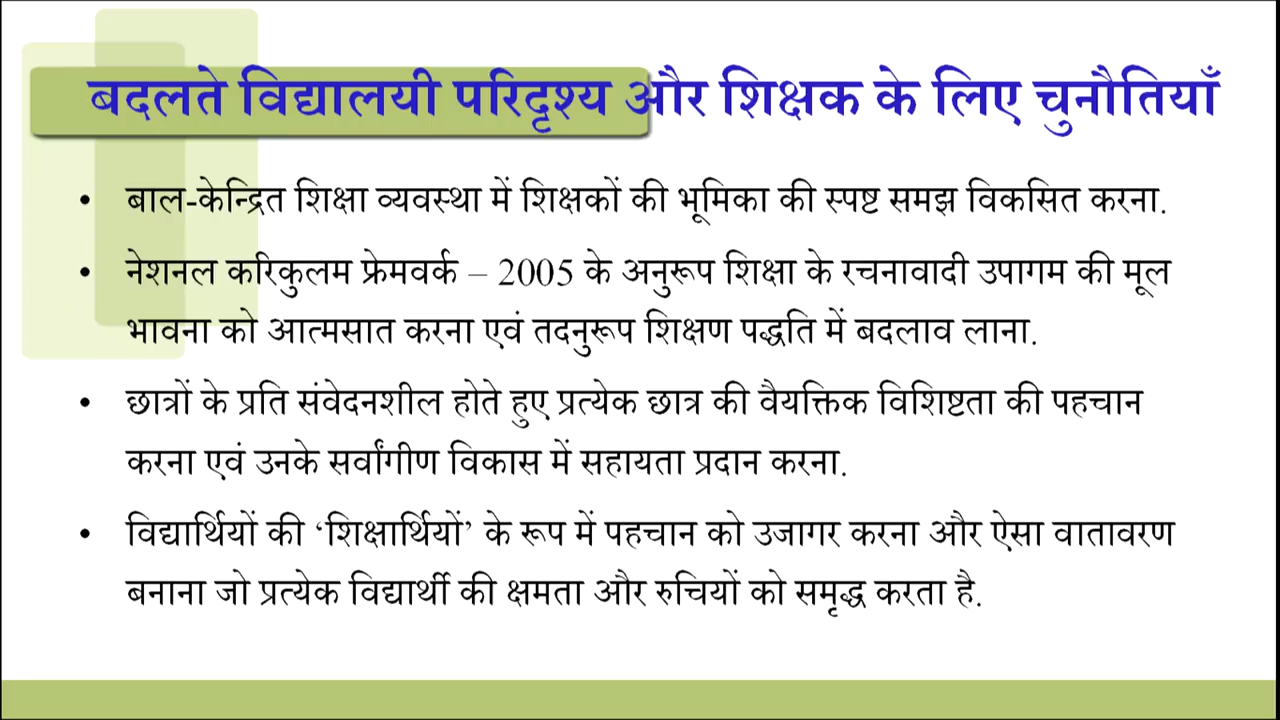 बदलते विद्यालयी परिदृश्य और शिक्षक के लिए चुनौतियाँ
• बाल-केन्द्रित शिक्षा व्यवस्था में शिक्षकों की भूमिका की स्पष्ट समझ विकसित करना.
• नेशनल करिकुलम फ्रेमवर्क – 2005 के अनुरूप शिक्षा के रचनावादी उपागम की मूल
भावना को आत्मसात करना एवं तदनुरूप शिक्षण पद्धति में बदलाव लाना.
• छात्रों के प्रति संवेदनशील होते हुए प्रत्येक छात्र की वैयक्तिक विशिष्टता की पहचान
करना एवं उनके सर्वांगीण विकास में सहायता प्रदान करना.
• विद्यार्थियों की ‘शिक्षार्थियों’ के रूप में पहचान को उजागर करना और ऐसा वातावरण
बनाना जो प्रत्येक विद्यार्थी की क्षमता और रुचियों को समृद्ध करता है.